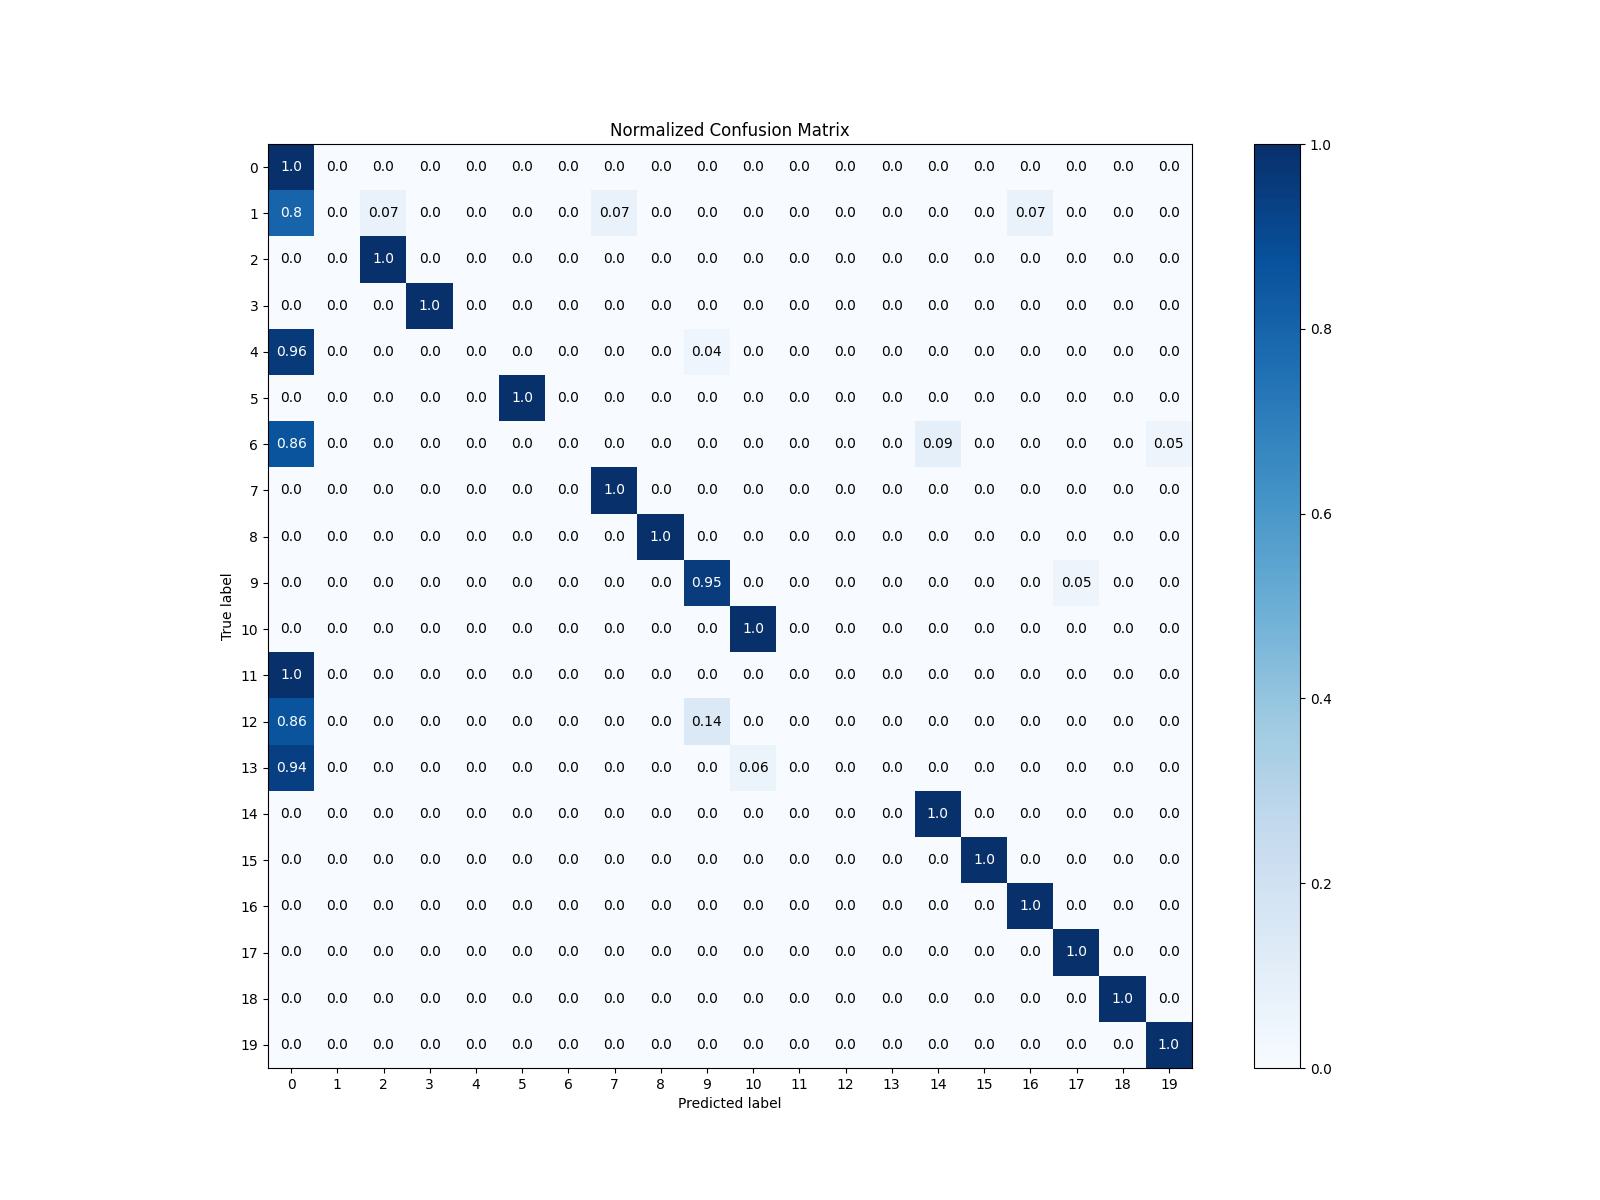 Normalized Confusion Matrix
0 1.0 0.0 0.0 0.0 0.0 0.0 0.0 0.0 0.0 0.0 0.0 0.0 0.0 0.0 0.0 0.0 0.0 0.0 0.0 0.0 1.0
1 0.8 0.0 0.07 0.0 0.0 0.0 0.0 0.07 0.0 0.0 0.0 0.0 0.0 0.0 0.0 0.0 0.07 0.0 0.0 0.0
2 0.0 0.0 1.0 0.0 0.0 0.0 0.0 0.0 0.0 0.0 0.0 0.0 0.0 0.0 0.0 0.0 0.0 0.0 0.0 0.0
3 0.0 0.0 0.0 1.0 0.0 0.0 0.0 0.0 0.0 0.0 0.0 0.0 0.0 0.0 0.0 0.0 0.0 0.0 0.0 0.0
0.8
4 0.96 0.0 0.0 0.0 0.0 0.0 0.0 0.0 0.0 0.04 0.0 0.0 0.0 0.0 0.0 0.0 0.0 0.0 0.0 0.0
5 0.0 0.0 0.0 0.0 0.0 1.0 0.0 0.0 0.0 0.0 0.0 0.0 0.0 0.0 0.0 0.0 0.0 0.0 0.0 0.0
6 0.86 0.0 0.0 0.0 0.0 0.0 0.0 0.0 0.0 0.0 0.0 0.0 0.0 0.0 0.09 0.0 0.0 0.0 0.0 0.05
7 0.0 0.0 0.0 0.0 0.0 0.0 0.0 1.0 0.0 0.0 0.0 0.0 0.0 0.0 0.0 0.0 0.0 0.0 0.0 0.0
0.6
8 0.0 0.0 0.0 0.0 0.0 0.0 0.0 0.0 1.0 0.0 0.0 0.0 0.0 0.0 0.0 0.0 0.0 0.0 0.0 0.0
9 0.0 0.0 0.0 0.0 0.0 0.0 0.0 0.0 0.0 0.95 0.0 0.0 0.0 0.0 0.0 0.0 0.0 0.05 0.0 0.0
True label
10 0.0 0.0 0.0 0.0 0.0 0.0 0.0 0.0 0.0 0.0 1.0 0.0 0.0 0.0 0.0 0.0 0.0 0.0 0.0 0.0
11 1.0 0.0 0.0 0.0 0.0 0.0 0.0 0.0 0.0 0.0 0.0 0.0 0.0 0.0 0.0 0.0 0.0 0.0 0.0 0.0
0.4
12 0.86 0.0 0.0 0.0 0.0 0.0 0.0 0.0 0.0 0.14 0.0 0.0 0.0 0.0 0.0 0.0 0.0 0.0 0.0 0.0
13 0.94 0.0 0.0 0.0 0.0 0.0 0.0 0.0 0.0 0.0 0.06 0.0 0.0 0.0 0.0 0.0 0.0 0.0 0.0 0.0
14 0.0 0.0 0.0 0.0 0.0 0.0 0.0 0.0 0.0 0.0 0.0 0.0 0.0 0.0 1.0 0.0 0.0 0.0 0.0 0.0
15 0.0 0.0 0.0 0.0 0.0 0.0 0.0 0.0 0.0 0.0 0.0 0.0 0.0 0.0 0.0 1.0 0.0 0.0 0.0 0.0
0.2
16 0.0 0.0 0.0 0.0 0.0 0.0 0.0 0.0 0.0 0.0 0.0 0.0 0.0 0.0 0.0 0.0 1.0 0.0 0.0 0.0
17 0.0 0.0 0.0 0.0 0.0 0.0 0.0 0.0 0.0 0.0 0.0 0.0 0.0 0.0 0.0 0.0 0.0 1.0 0.0 0.0
18 0.0 0.0 0.0 0.0 0.0 0.0 0.0 0.0 0.0 0.0 0.0 0.0 0.0 0.0 0.0 0.0 0.0 0.0 1.0 0.0
19 0.0 0.0 0.0 0.0 0.0 0.0 0.0 0.0 0.0 0.0 0.0 0.0 0.0 0.0 0.0 0.0 0.0 0.0 0.0 1.0
0.0
0 1 2 3 4 5 6 7 8 9 10 11 12 13 14 15 16 17 18 19
Predicted label